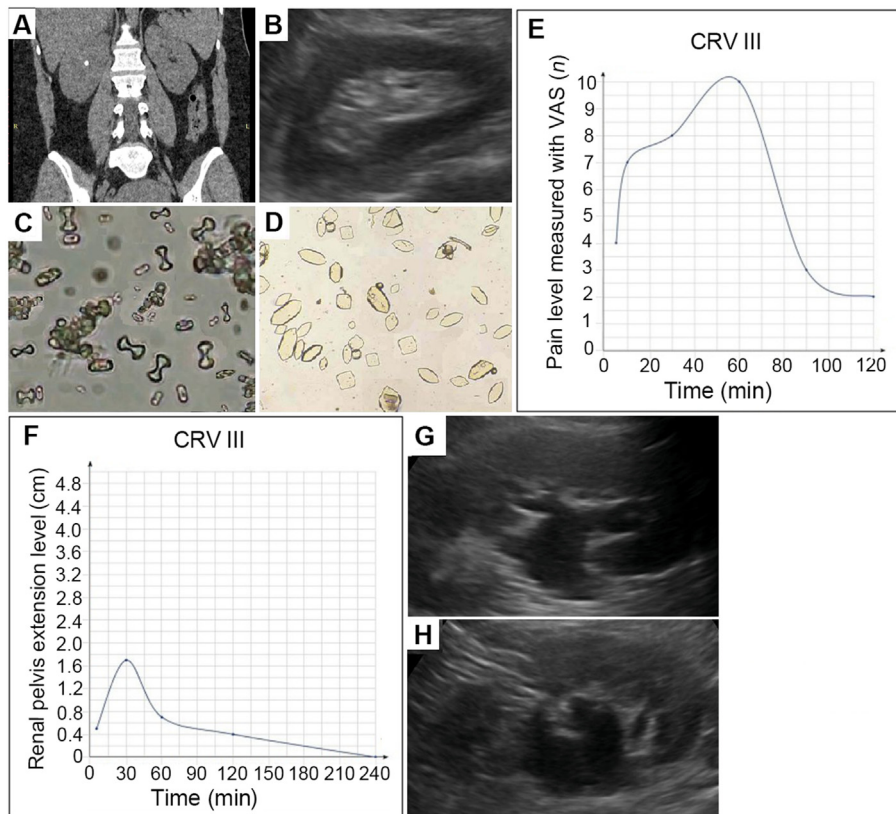 A
B
C
D
E
CRV III
Pain level measured with VAS (n)
10
9
8
7
6
5
4
3
2
1
0
0 20 40 60 80 100 120
Time (min)
F
CRV III
Renal pelvis extension level (cm)
4.8
4.4
4.0
3.6
3.2
2.8
2.4
2.0
1.6
1.2
0.8
0.4
0
0 30 60 90 120 150 180 210 240
Time (min)
G
H